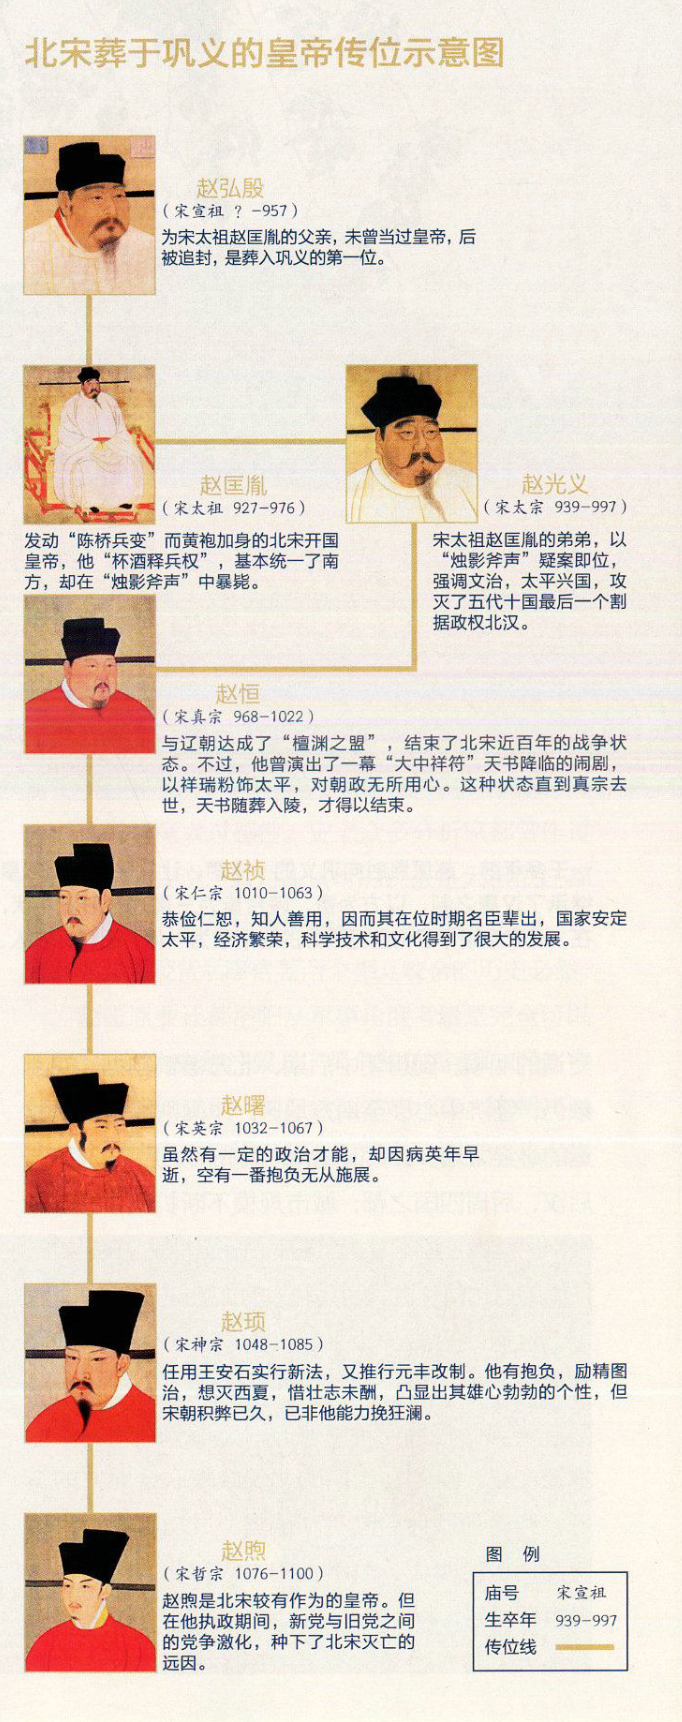 北宋葬于巩义的皇帝传位示意图
赵弘殷
（宋宣祖 ？-957）
为宋太祖赵匡胤的父亲，未曾当过皇帝，后
被追封，是葬入巩义的第一位。
赵匡胤
（宋太祖 927-976）
发动“陈桥兵变”而黄袍加身的北宋开国
皇帝，他“杯酒释兵权”，基本统一了南
方，却在“烛影斧声”中暴毙。
赵光义
（宋太宗 939-997）
宋太祖赵匡胤的弟弟，以
“烛影斧声”疑案即位，
强调文治，太平兴国，攻
灭了五代十国最后一个割
据政权北汉。
赵恒
（宋真宗 968-1022）
与辽朝达成了“檀渊之盟”，结束了北宋近百年的战争状
态。不过，他曾演出了一幕“大中祥符”天书降临的闹剧，
以祥瑞粉饰太平，对朝政无所用心。这种状态直到真宗去
世，天书随葬入陵，才得以结束。
赵祯
（宋仁宗 1010-1063）
恭俭仁恕，知人善用，因而其在位时期名臣辈出，国家安定
太平，经济繁荣，科学技术和文化得到了很大的发展。
赵曙
（宋英宗 1032-1067）
虽然有一定的政治才能，却因病英年早
逝，空有一番抱负无从施展。
赵顼
（宋神宗 1048-1085）
任用王安石实行新法，又推行元丰改制。他有抱负，励精图
治，想灭西夏，惜壮志未酬，凸显出其雄心勃勃的个性，但
宋朝积弊已久，已非他能力挽狂澜。
赵煦
（宋哲宗 1076-1100）
赵煦是北宋较有作为的皇帝。但
在他执政期间，新党与旧党之间
的党争激化，种下了北宋灭亡的
远因。
图 例
庙号 宋宣祖
生卒年 939-997
传位线